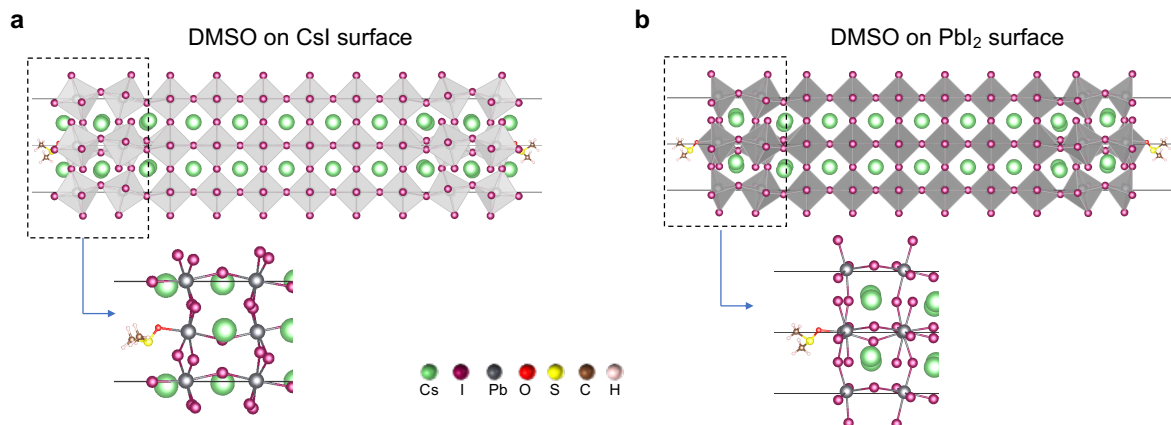 a
DMSO on CsI surface
b
DMSO on PbI₂ surface
Cs I Pb O S C H